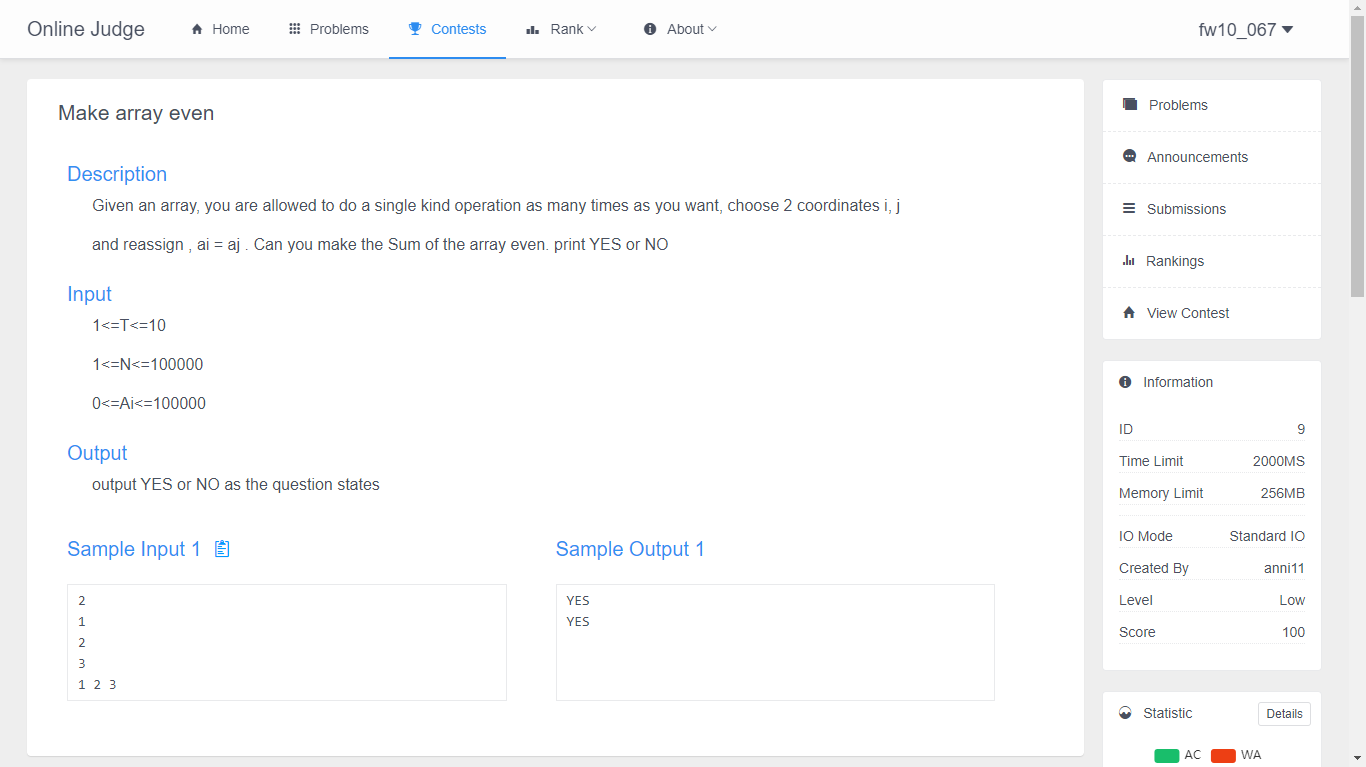 Online Judge
Home
Problems
Contests
Rank
About
fw10_067
Make array even
Description
Given an array, you are allowed to do a single kind operation as many times as you want, choose 2 coordinates i, j
and reassign , ai = aj . Can you make the Sum of the array even. print YES or NO
Input
1<=T<=10
1<=N<=100000
0<=Ai<=100000
Output
output YES or NO as the question states
Sample Input 1
2
1
2
3
1 2 3
Sample Output 1
YES
YES
Problems
Announcements
Submissions
Rankings
View Contest
Information
ID 9
Time Limit 2000MS
Memory Limit 256MB
IO Mode Standard IO
Created By anni11
Level Low
Score 100
Statistic Details
AC WA